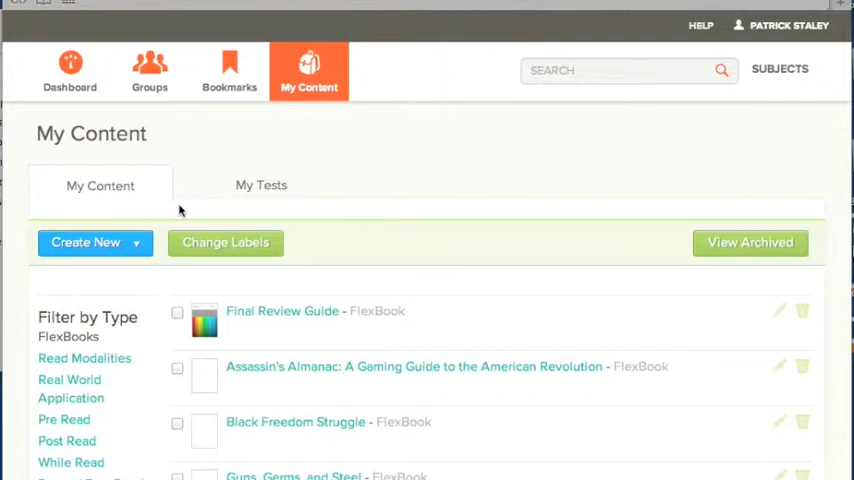 HELP PATRICK STALEY
Dashboard Groups Bookmarks My Content SEARCH SUBJECTS
My Content
My Content My Tests
Create New Change Labels View Archived
Filter by Type
FlexBooks
Read Modalities
Real World
Application
Pre Read
Post Read
While Read
Final Review Guide - FlexBook
Assassin's Almanac: A Gaming Guide to the American Revolution - FlexBook
Black Freedom Struggle - FlexBook
Guns, Germs, and Steel - FlexBook